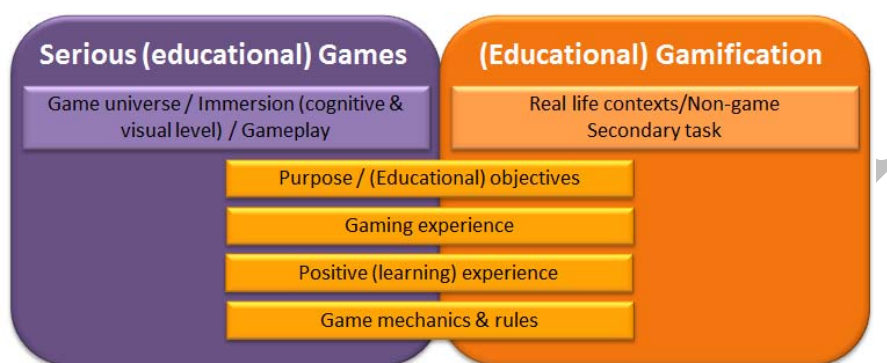 Serious (educational) Games
(Educational) Gamification
Game universe / Immersion (cognitive &
visual level) / Gameplay
Real life contexts/Non-game
Secondary task
Purpose / (Educational) objectives
Gaming experience
Positive (learning) experience
Game mechanics & rules